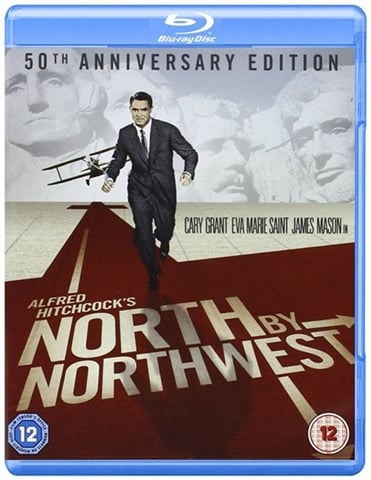 Blu-ray Disc
50TH ANNIVERSARY EDITION
CARY GRANT EVA MARIE SAINT JAMES MASON IN
ALFRED
HITCHCOCK'S
NORTH BY
NORTHWEST
12
12